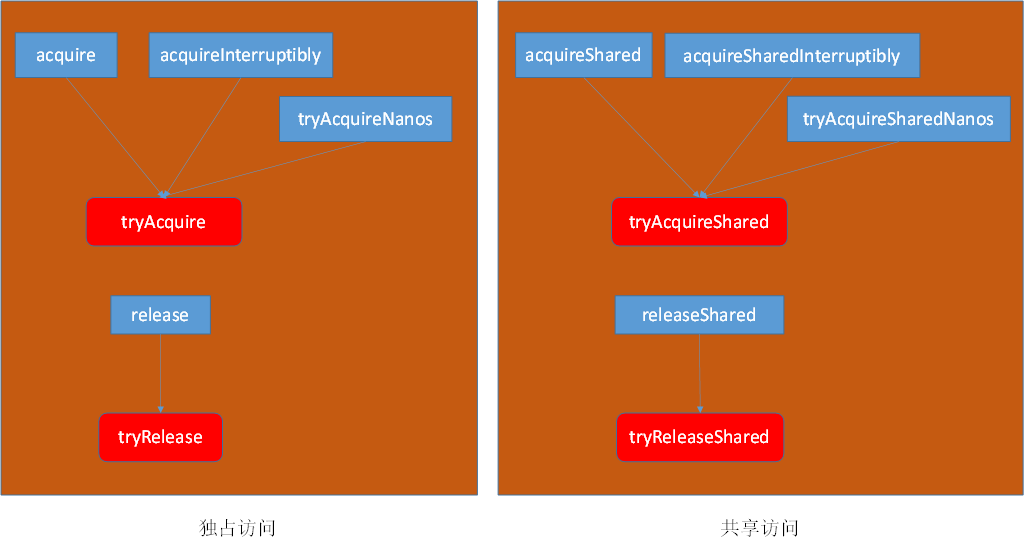 acquire
acquireInterruptibly
tryAcquireNanos
tryAcquire
release
tryRelease
独占访问
acquireShared
acquireSharedInterruptibly
tryAcquireSharedNanos
tryAcquireShared
releaseShared
tryReleaseShared
共享访问